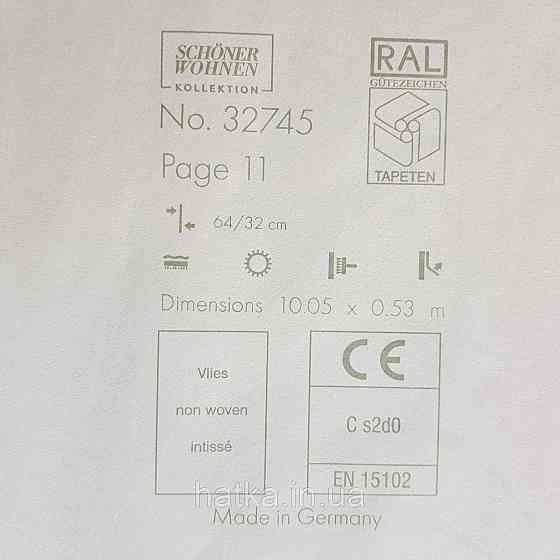 SCHÖNER
WOHNEN
KOLLEKTION
RAL
GÜTEZEICHEN
TAPETEN
No. 32745
Page 11
64/32 cm
Dimensions 10.05 x 0.53 m
Vlies
non woven
intissé
CE
C s2d0
EN 15102
hatka.in.ua
Made in Germany